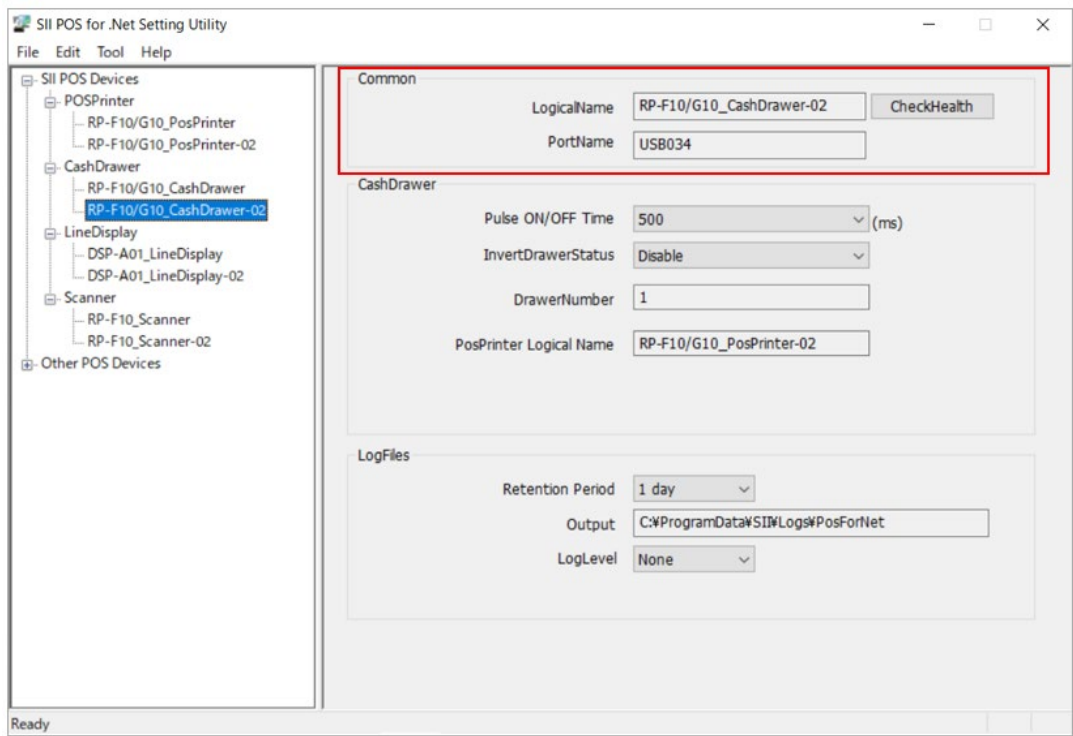 SII POS for .Net Setting Utility
File Edit Tool Help
SII POS Devices
POSPrinter
RP-F10/G10_PosPrinter
RP-F10/G10_PosPrinter-02
CashDrawer
RP-F10/G10_CashDrawer
RP-F10/G10_CashDrawer-02
LineDisplay
DSP-A01_LineDisplay
DSP-A01_LineDisplay-02
Scanner
RP-F10_Scanner
RP-F10_Scanner-02
Other POS Devices
Common
LogicalName RP-F10/G10_CashDrawer-02 CheckHealth
PortName USB034
CashDrawer
Pulse ON/OFF Time 500 (ms)
InvertDrawerStatus Disable
DrawerNumber 1
PosPrinter Logical Name RP-F10/G10_PosPrinter-02
LogFiles
Retention Period 1 day
Output C:¥ProgramData¥SII¥Logs¥PosForNet
LogLevel None
Ready